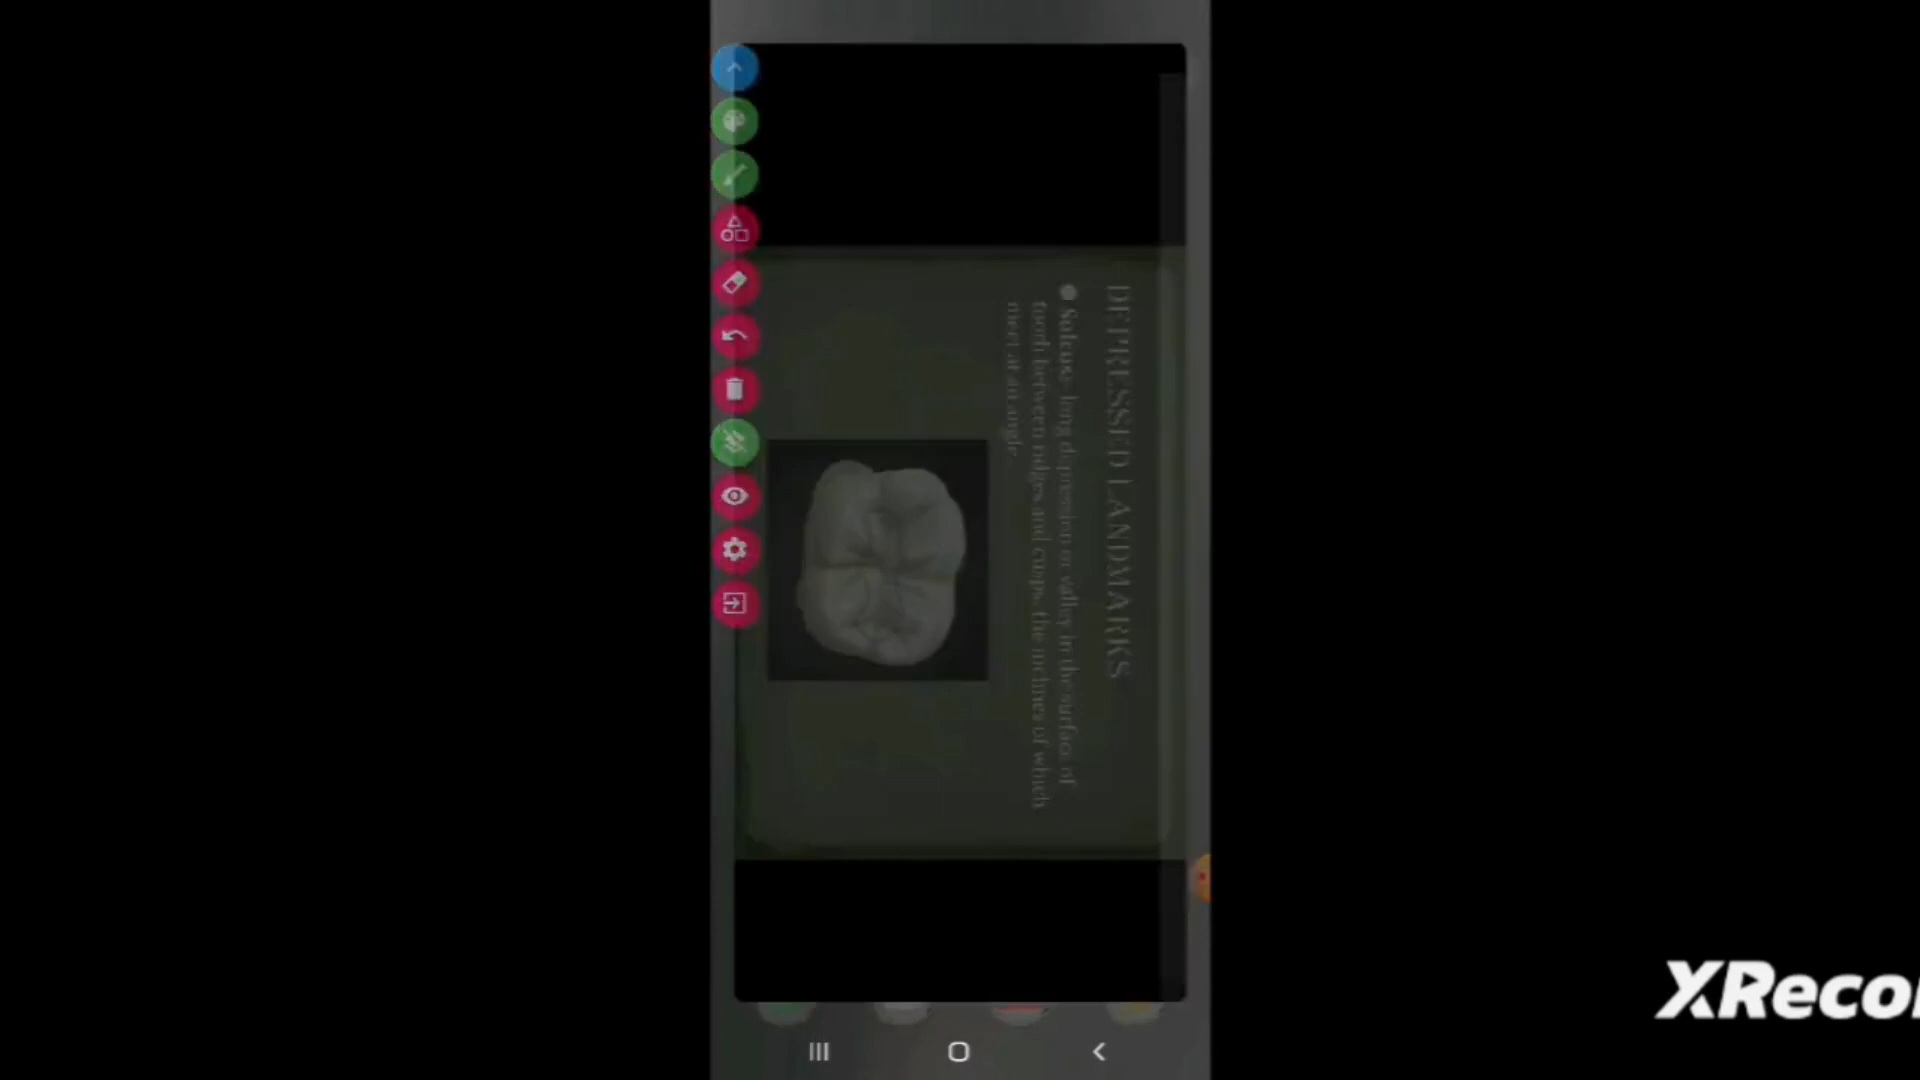 DEPRESSED LANDMARKS
Sulcus:- long depression or valley in the surface of
tooth between ridges and cusps, the inclines of which
meet at an angle.
XRecor